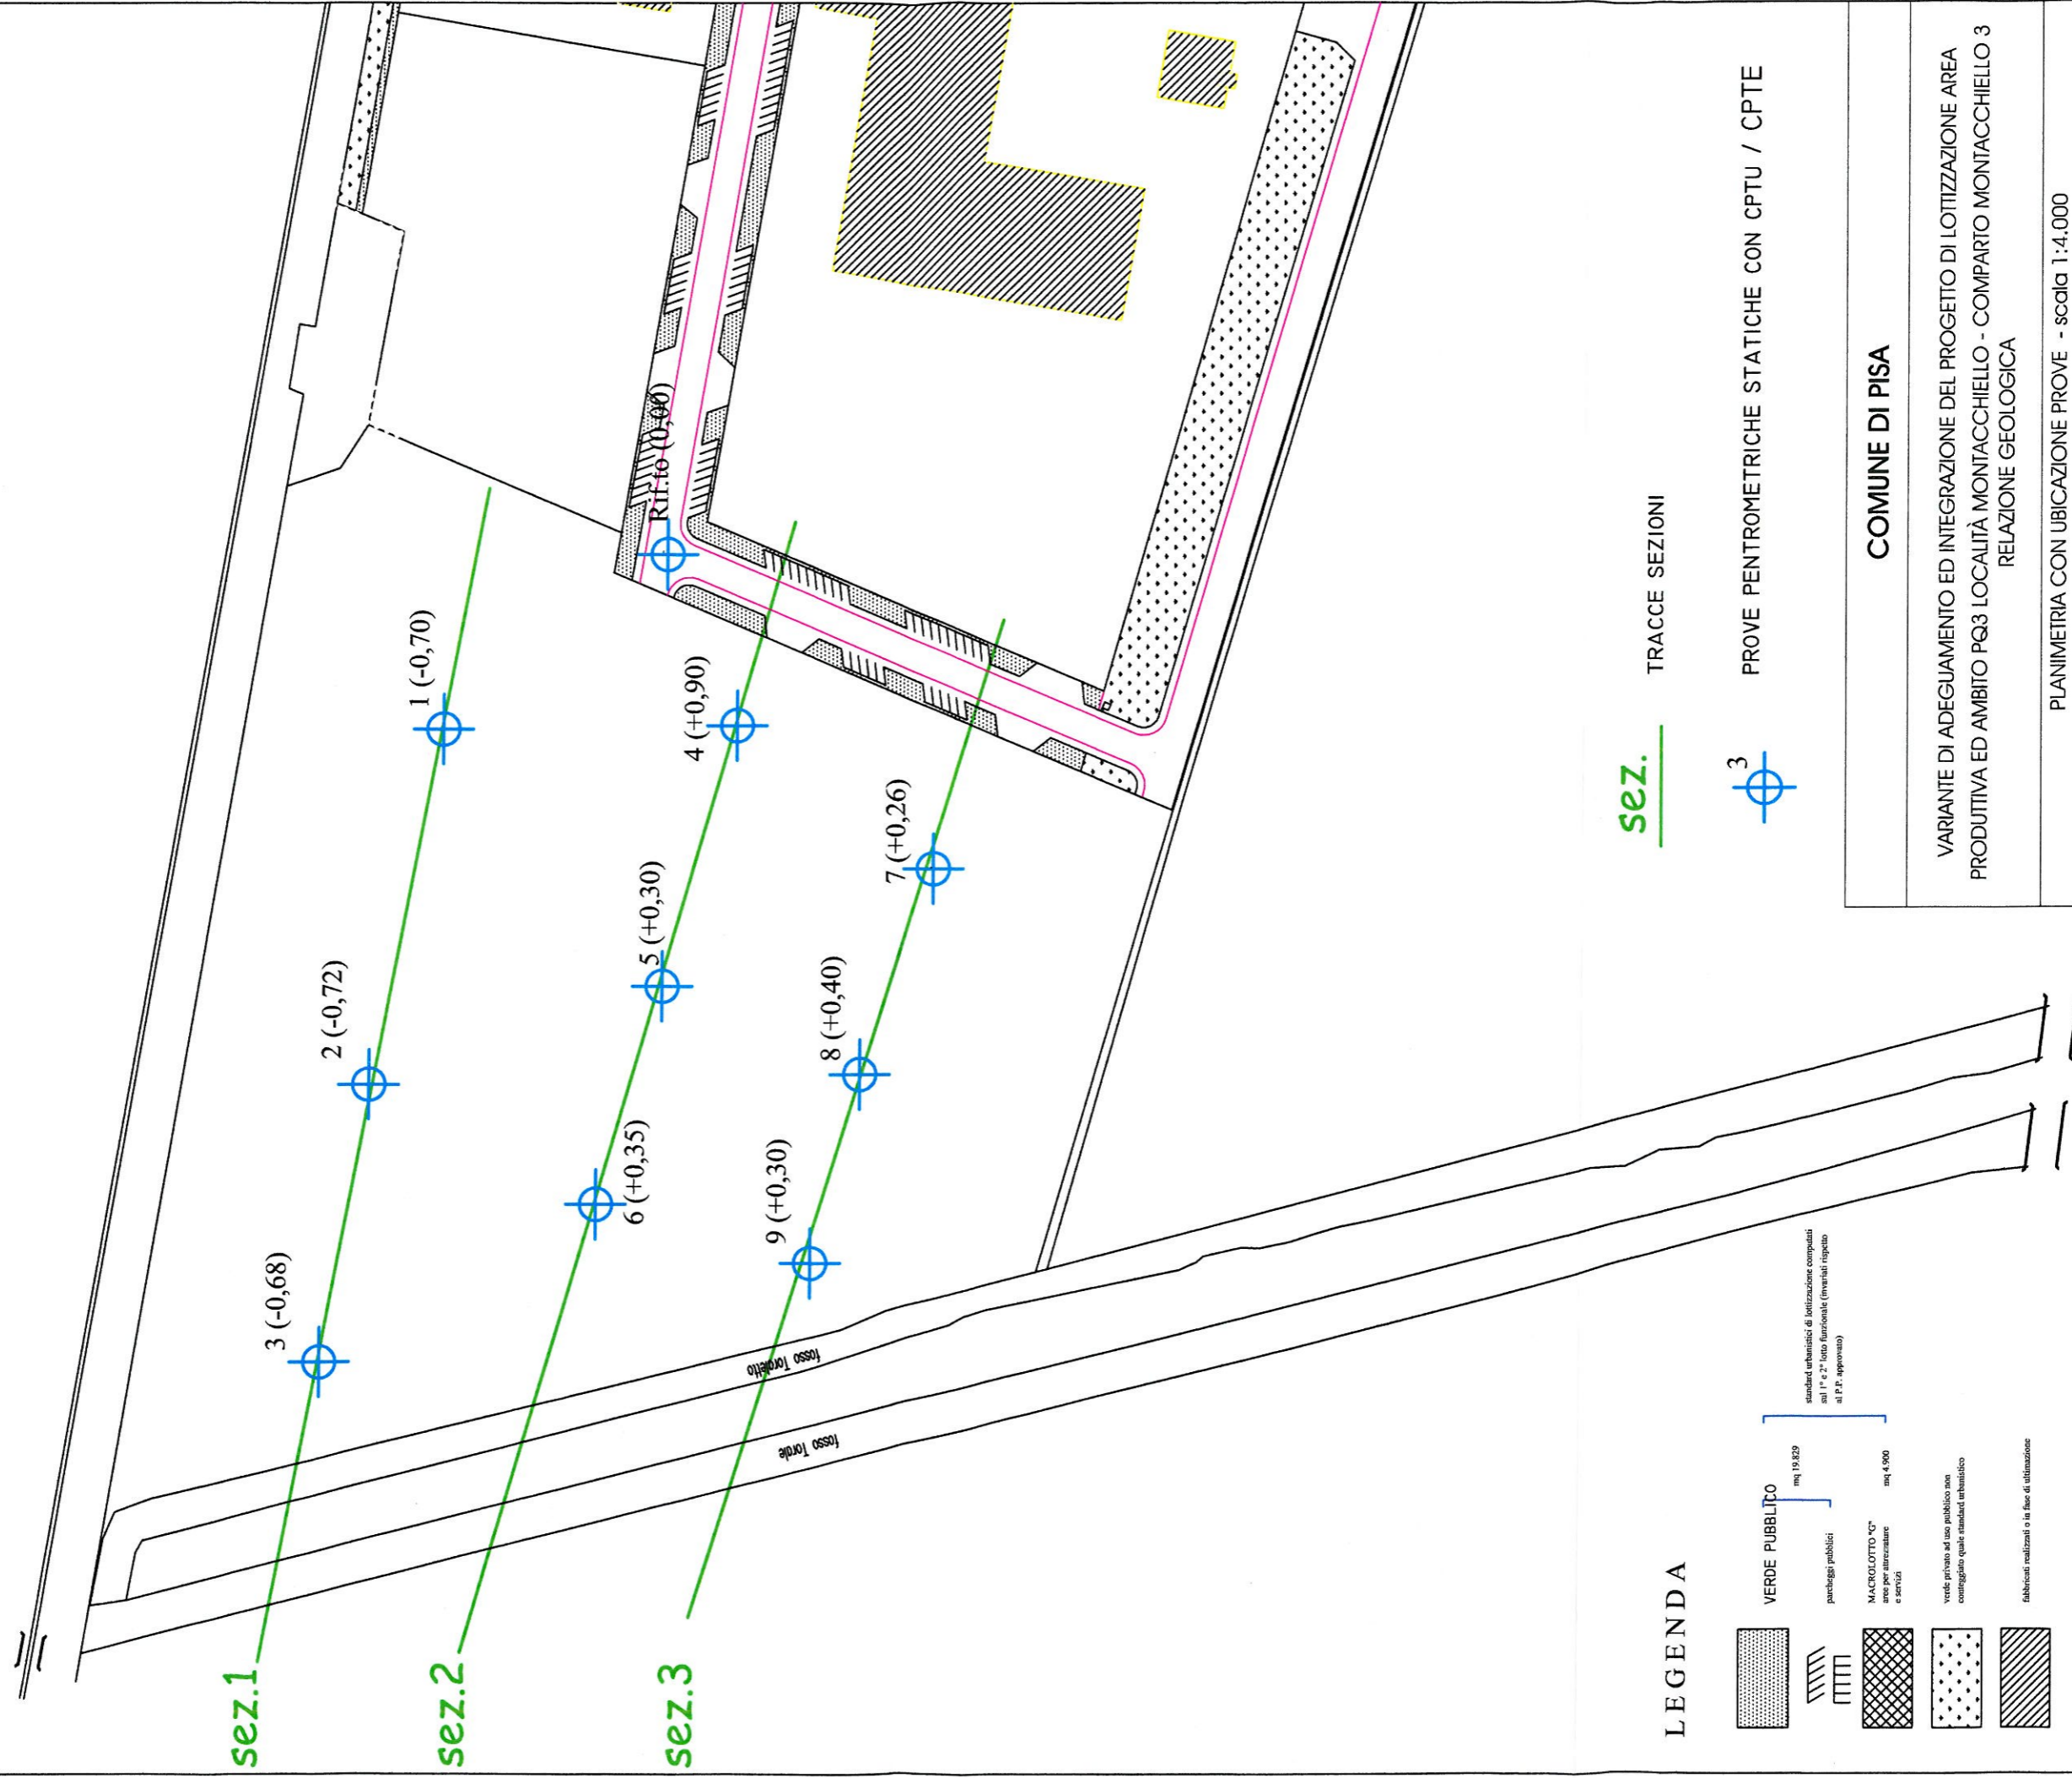 sez.1
sez.2
sez.3
3 (-0,68)
2 (-0,72)
1 (-0,70)
6 (+0,35)
5 (+0,30)
4 (+0,90)
9 (+0,30)
8 (+0,40)
7 (+0,26)
Rif.to (0,00)
fosso Toraletto
fosso Torale
sez.
TRACCE SEZIONI
3
PROVE PENTROMETRICHE STATICHE CON CPTU / CPTE
LEGENDA
VERDE PUBBLICO
parcheggi pubblici
mq 19.829
MACROLOTTO "G"
aree per attrezzature
e servizi
mq 4.900
standard urbanistici di lottizzazione computati
sul 1° e 2° lotto funzionale (invariati rispetto
al P.P. approvato)
verde privato ad uso pubblico non
conteggiato quale standard urbanistico
fabbricati realizzati o in fase di ultimazione
COMUNE DI PISA
VARIANTE DI ADEGUAMENTO ED INTEGRAZIONE DEL PROGETTO DI LOTTIZZAZIONE AREA
PRODUTTIVA ED AMBITO PQ3 LOCALITÀ MONTACCHIELLO - COMPARTO MONTACCHIELLO 3
RELAZIONE GEOLOGICA
PLANIMETRIA CON UBICAZIONE PROVE - scala 1:4.000